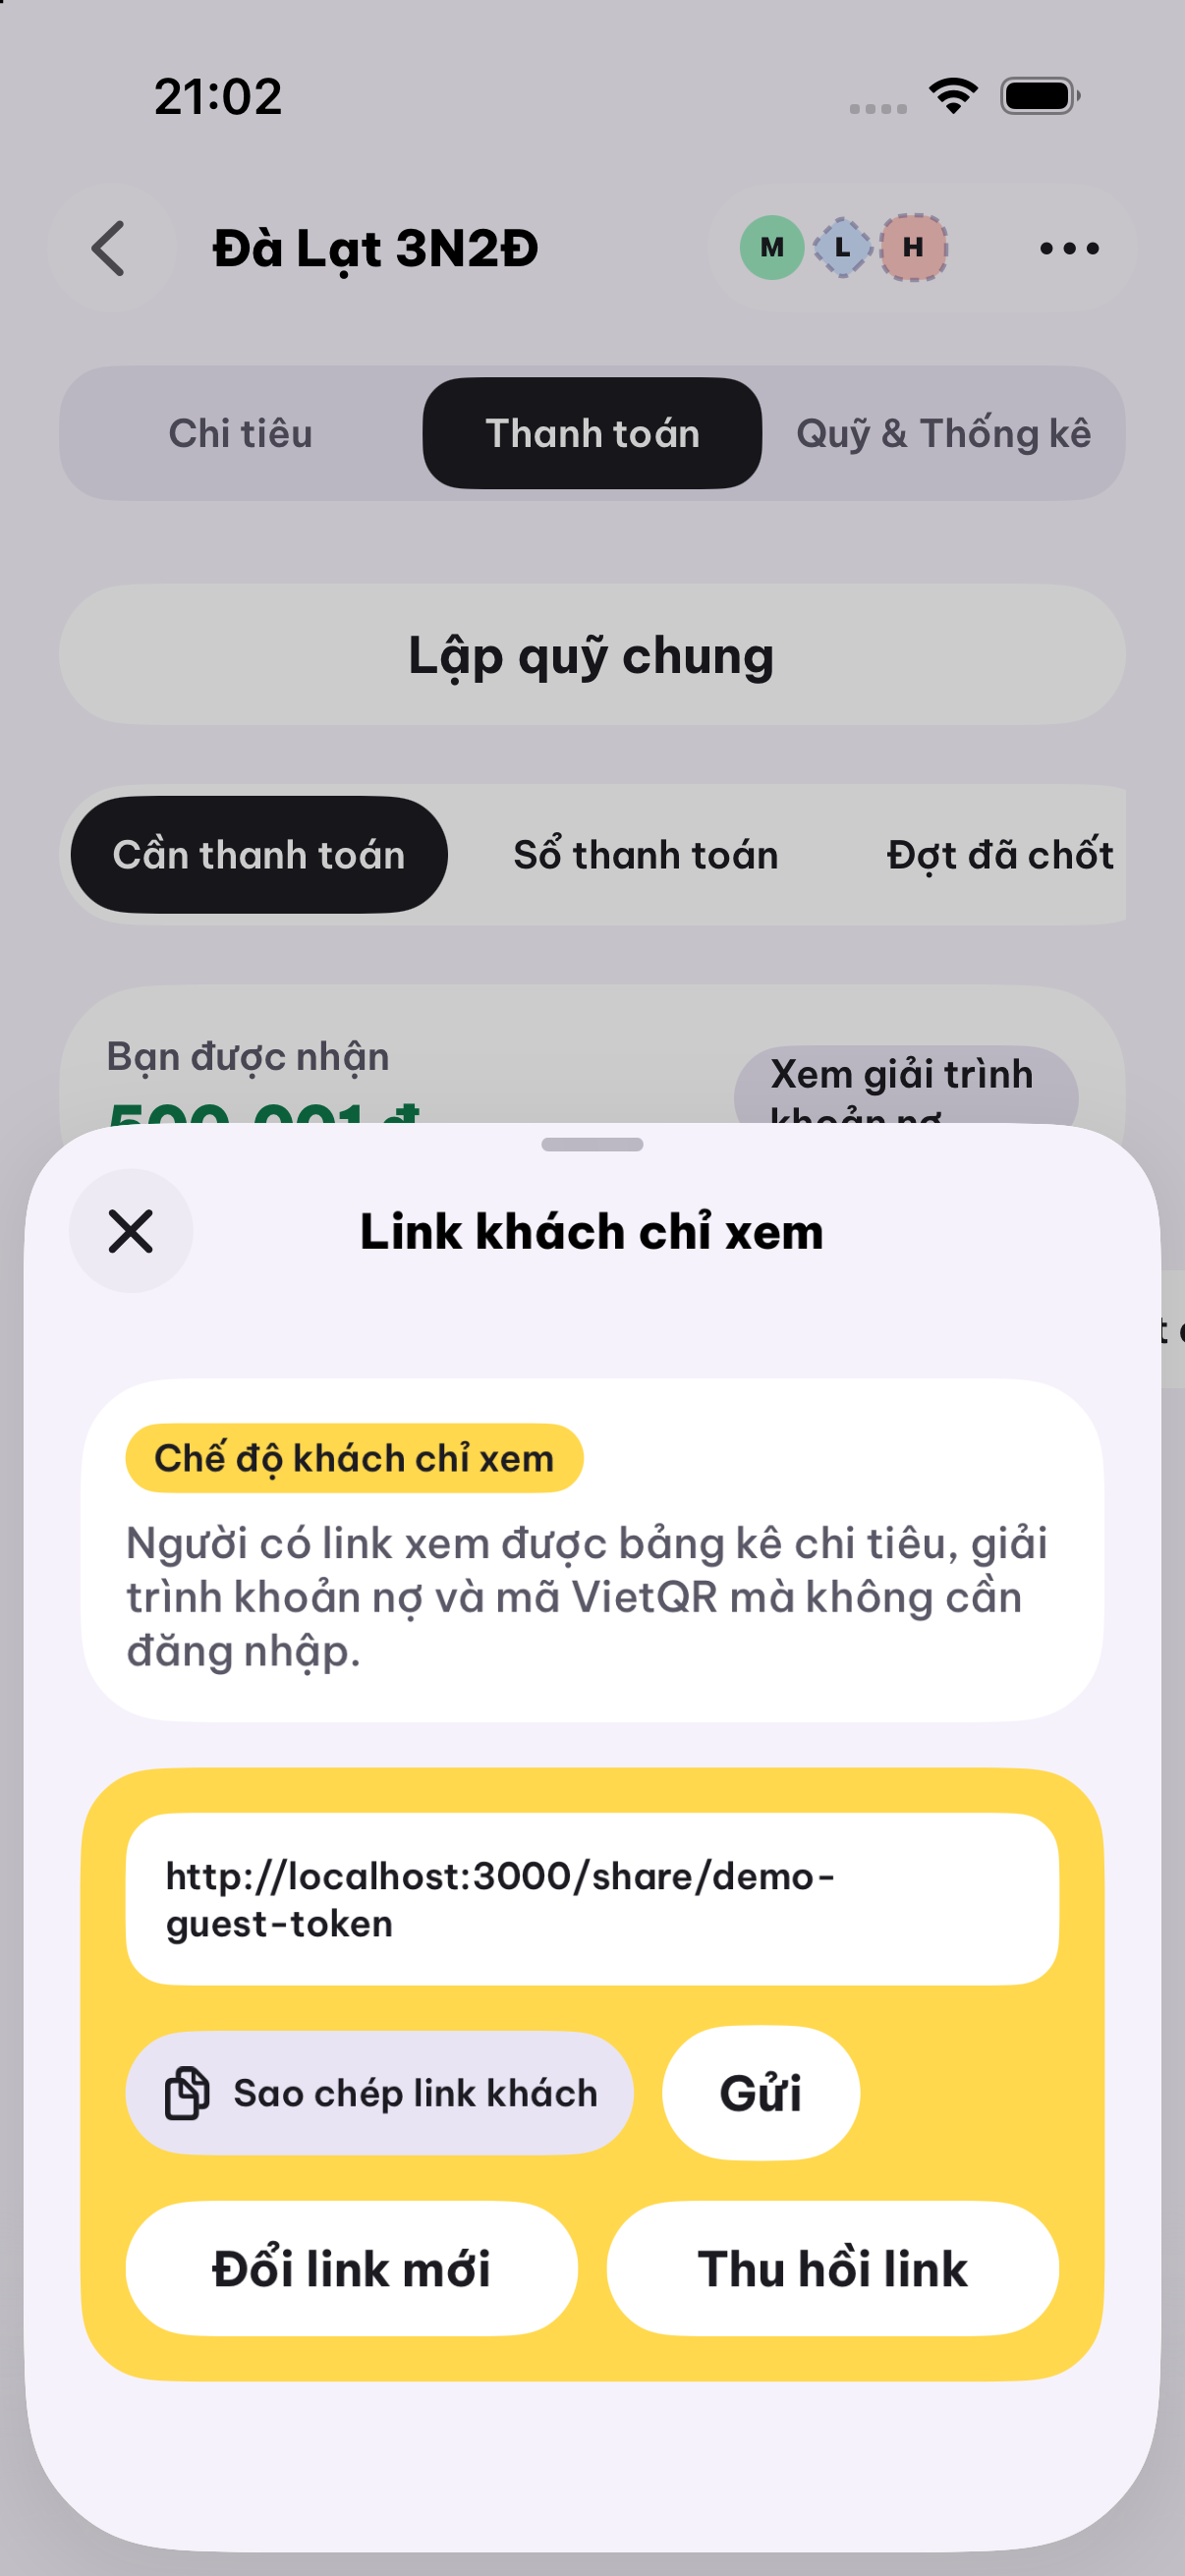 21:02
Đà Lạt 3N2Đ
M L H
Chi tiêu Thanh toán Quỹ & Thống kê
Lập quỹ chung
Cần thanh toán Sổ thanh toán Đợt đã chốt
Bạn được nhận
Xem giải trình
khoản nợ
500.001 đ
Link khách chỉ xem
Chế độ khách chỉ xem
Người có link xem được bảng kê chi tiêu, giải
trình khoản nợ và mã VietQR mà không cần
đăng nhập.
http://localhost:3000/share/demo-
guest-token
Sao chép link khách Gửi
Đổi link mới Thu hồi link